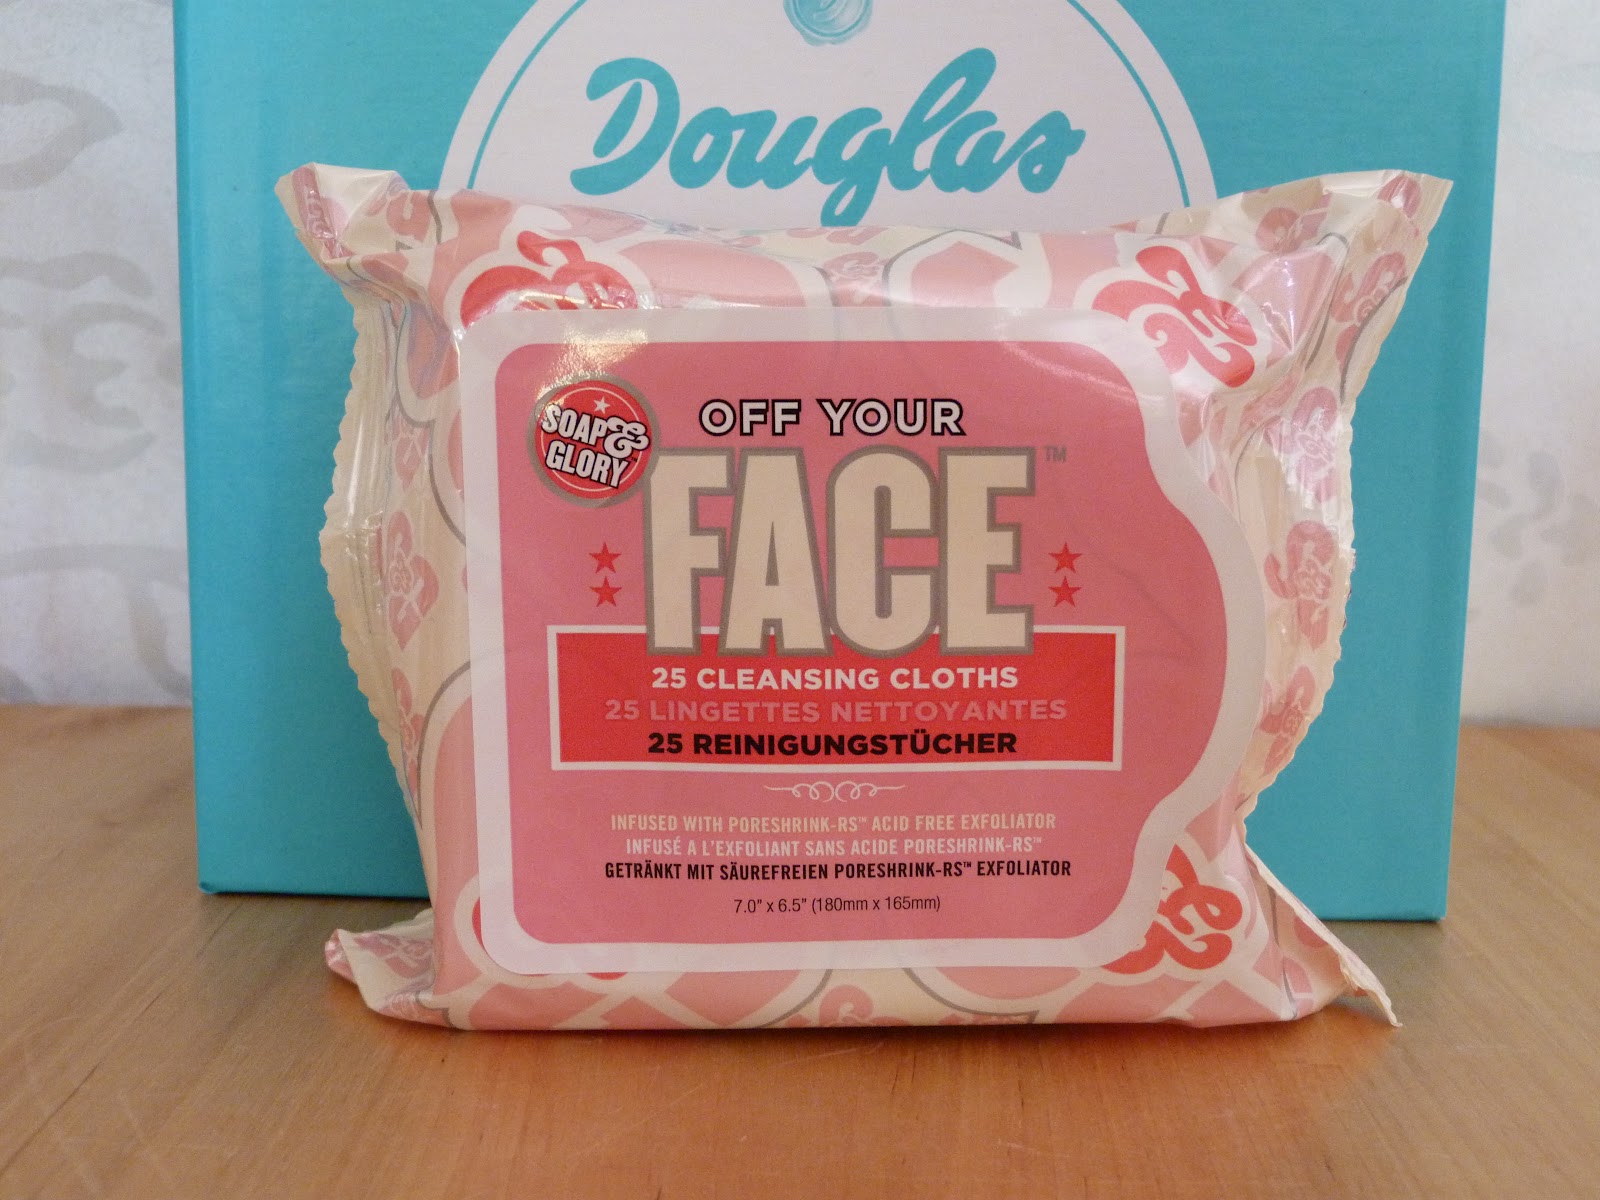 Douglas
SOAP &
GLORY™
OFF YOUR
FACE™
25 CLEANSING CLOTHS
25 LINGETTES NETTOYANTES
25 REINIGUNGSTÜCHER
INFUSED WITH PORESHRINK-RS™ ACID FREE EXFOLIATOR
INFUSÉ A L'EXFOLIANT SANS ACIDE PORESHRINK-RS™
GETRÄNKT MIT SÄUREFREIEN PORESHRINK-RS™ EXFOLIATOR
7.0" x 6.5" (180mm x 165mm)